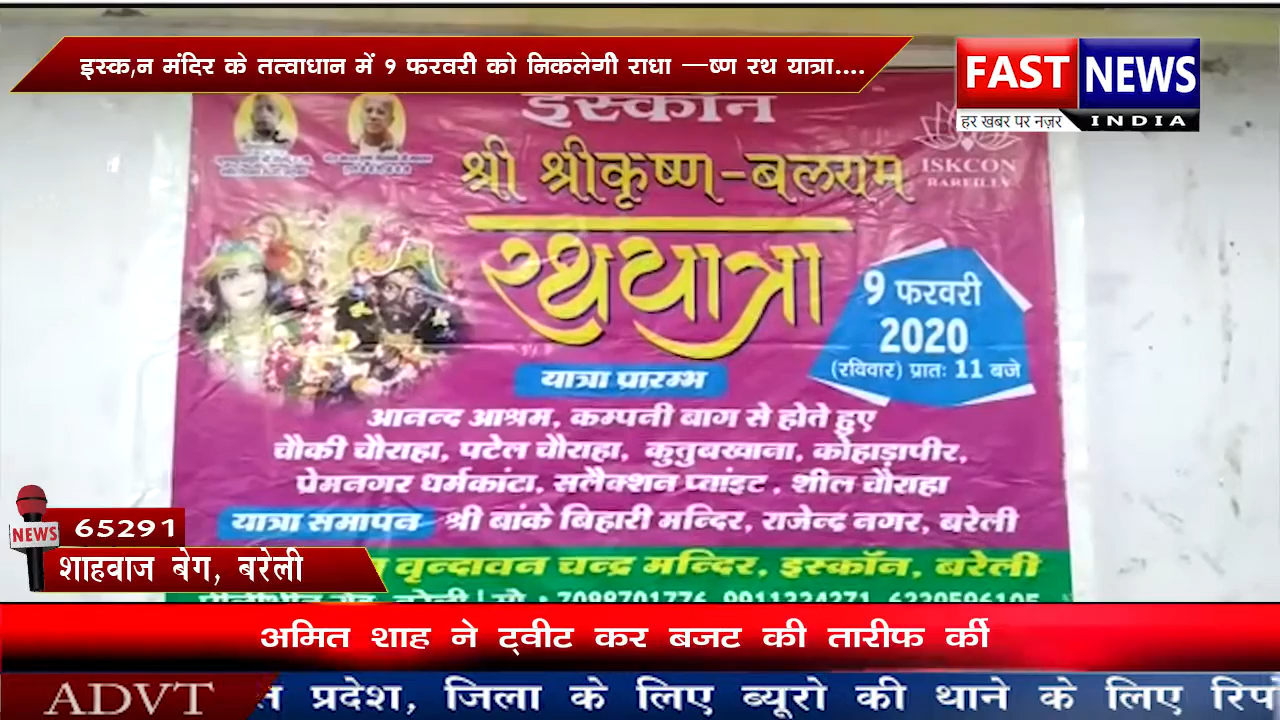 इस्क,न मंदिर के तत्वाधान में 9 फरवरी को निकलेगी राधा —ष्ण रथ यात्रा....
FAST NEWS
हर खबर पर नज़र INDIA
इस्कॉन
ISKCON
BAREILLY
श्री श्रीकृष्ण-बलराम
रथयात्रा
9 फरवरी
2020
(रविवार) प्रातः 11 बजे
यात्रा प्रारम्भ
आनन्द आश्रम, कम्पनी बाग से होते हुए
चौकी चौराहा, पटेल चौराहा, कुतुबखाना, कोहाड़ापीर,
प्रेमनगर धर्मकांटा, सलैक्शन प्वांइट, शील चौराहा
यात्रा समापन श्री बांके बिहारी मन्दिर, राजेन्द्र नगर, बरेली
वृन्दावन चन्द्र मन्दिर, इस्कॉन, बरेली
NEWS
65291
शाहवाज बेग, बरेली
अमित शाह ने ट्वीट कर बजट की तारीफ र्की
ADVT
प्रदेश, जिला के लिए ब्यूरो की थाने के लिए